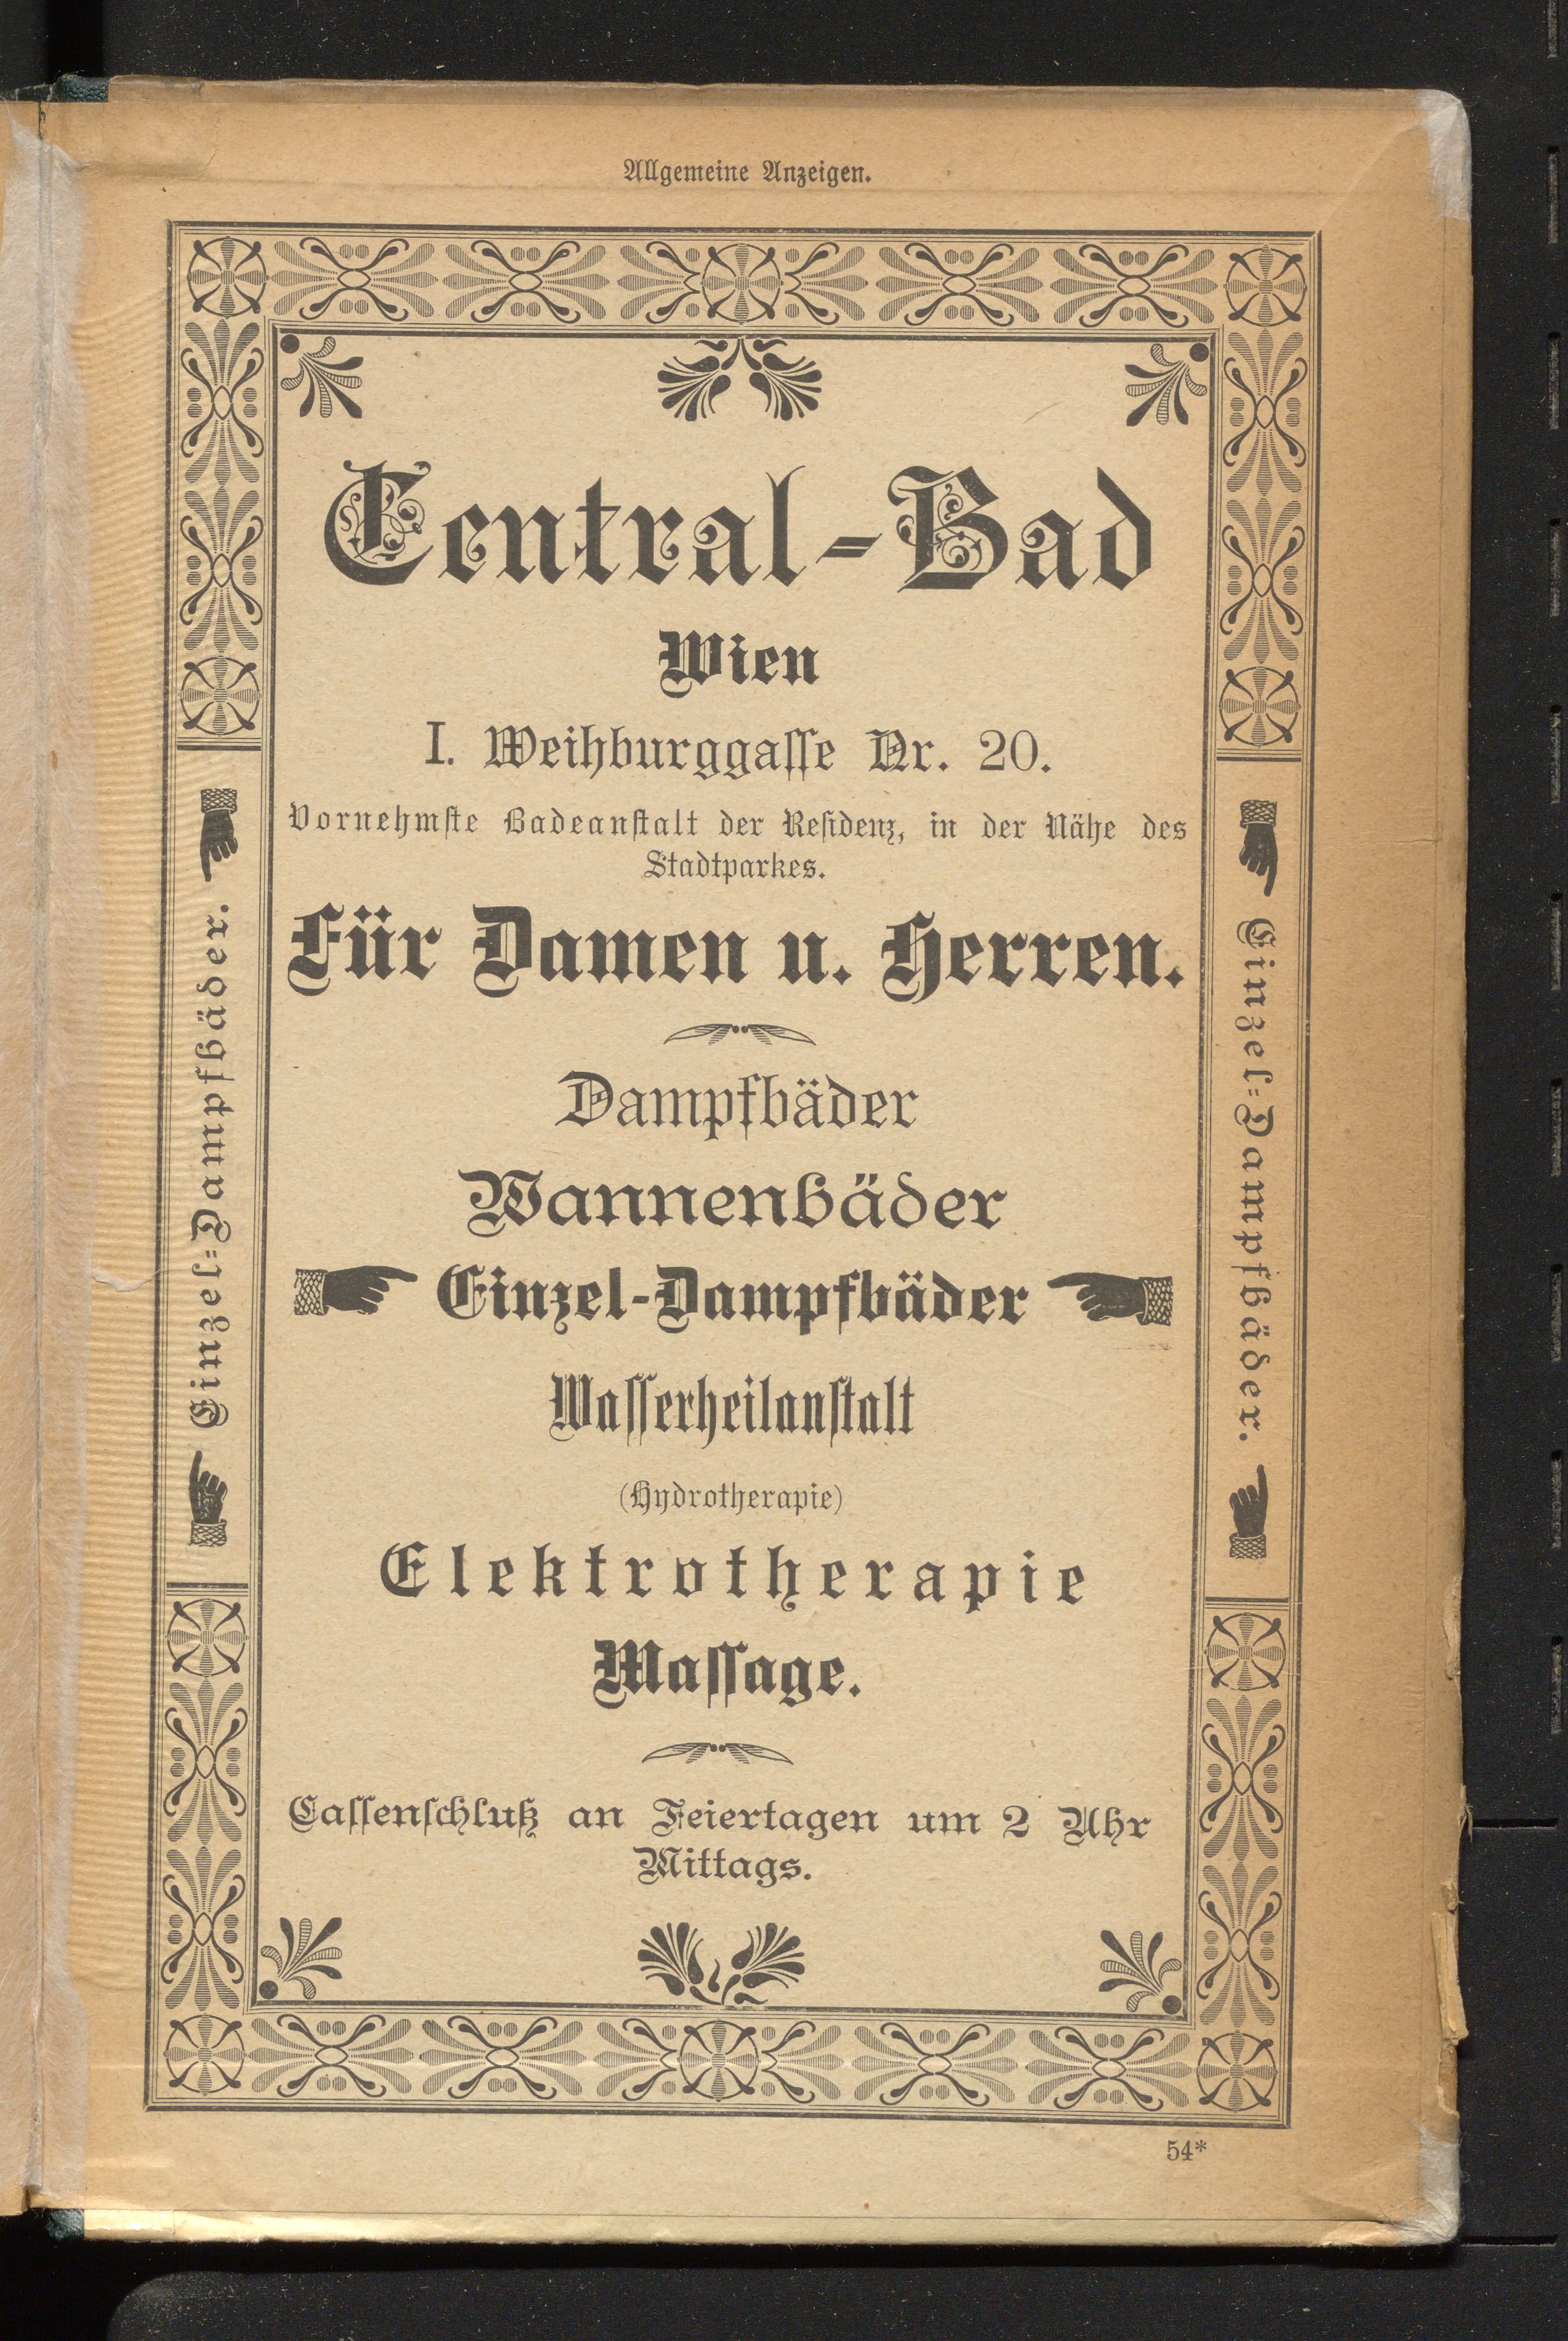 Allgemeine Anzeigen.
Central-Bad
Wien
I. Weihburggasse Nr. 20.
Vornehmste Badeanstalt der Residenz, in der Nähe des
Stadtparkes.
Für Damen u. Herren.
Dampfbäder
Wannenbäder
Einzel-Dampfbäder
Wasserheilanstalt
(Hydrotherapie)
Elektrotherapie
Massage.
Cassenschluß an Feiertagen um 2 Uhr
Mittags.
Einzel-Dampfbäder.
Einzel-Dampfbäder.
54*